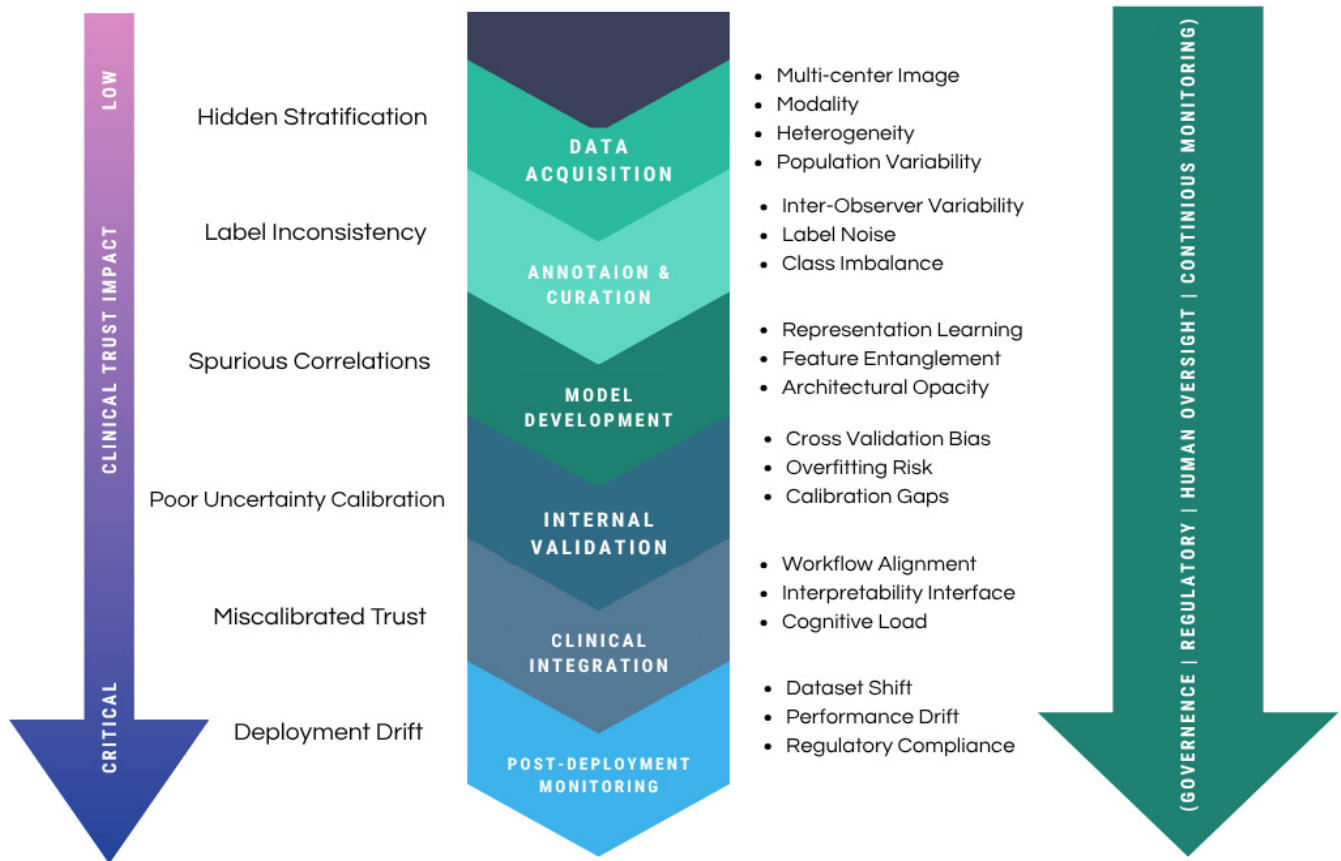 LOW
CLINICAL TRUST IMPACT
CRITICAL
Hidden Stratification
DATA
ACQUISITION
• Multi-center Image
• Modality
• Heterogeneity
• Population Variability
Label Inconsistency
ANNOTAION &
CURATION
• Inter-Observer Variability
• Label Noise
• Class Imbalance
Spurious Correlations
MODEL
DEVELOPMENT
• Representation Learning
• Feature Entanglement
• Architectural Opacity
Poor Uncertainty Calibration
INTERNAL
VALIDATION
• Cross Validation Bias
• Overfitting Risk
• Calibration Gaps
Miscalibrated Trust
CLINICAL
INTEGRATION
• Workflow Alignment
• Interpretability Interface
• Cognitive Load
Deployment Drift
POST-DEPLOYMENT
MONITORING
• Dataset Shift
• Performance Drift
• Regulatory Compliance
(GOVERNENCE | REGULATORY | HUMAN OVERSIGHT | CONTINIOUS MONITORING)